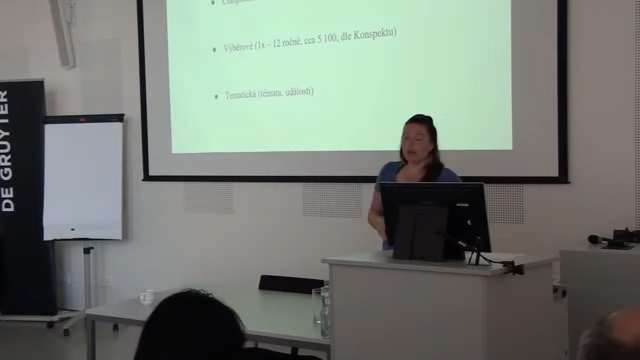 Výběrové (1x – 12 ročně, cca 5 100, dle Konspektu)
Tematická (témata, události)
DE GRUYTER